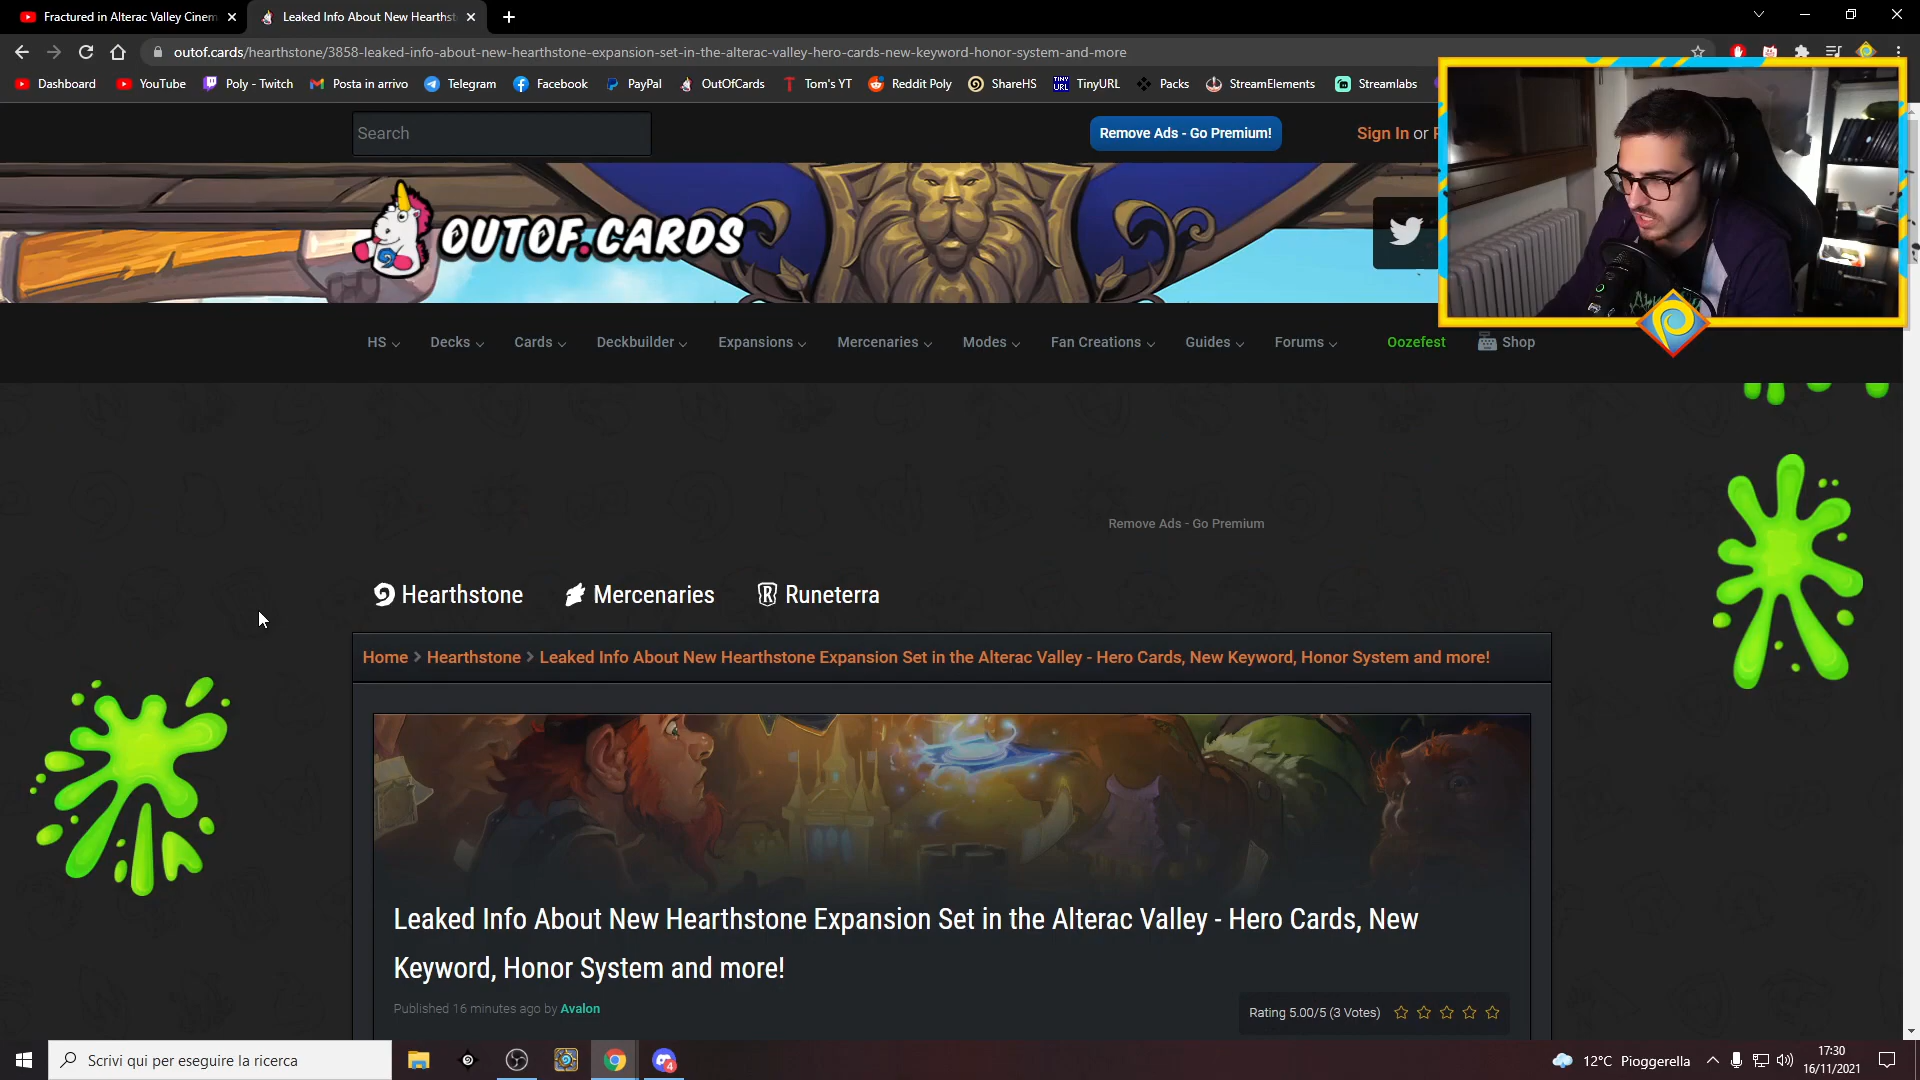 Fractured in Alterac Valley Cinem
Leaked Info About New Hearthst
outof.cards/hearthstone/3858-leaked-info-about-new-hearthstone-expansion-set-in-the-alterac-valley-hero-cards-new-keyword-honor-system-and-more
Dashboard YouTube Poly - Twitch Posta in arrivo Telegram Facebook PayPal OutOfCards Tom's YT Reddit Poly ShareHS TinyURL Packs StreamElements Streamlabs
Search
Remove Ads - Go Premium!
Sign In or
OUTOF.CARDS
HS Decks Cards Deckbuilder Expansions Mercenaries Modes Fan Creations Guides Forums Oozefest Shop
Remove Ads - Go Premium
Hearthstone Mercenaries Runeterra
Home > Hearthstone > Leaked Info About New Hearthstone Expansion Set in the Alterac Valley - Hero Cards, New Keyword, Honor System and more!
Leaked Info About New Hearthstone Expansion Set in the Alterac Valley - Hero Cards, New
Keyword, Honor System and more!
Published 16 minutes ago by Avalon
Rating 5.00/5 (3 Votes)
Scrivi qui per eseguire la ricerca
4
12°C Pioggerella
17:30
16/11/2021